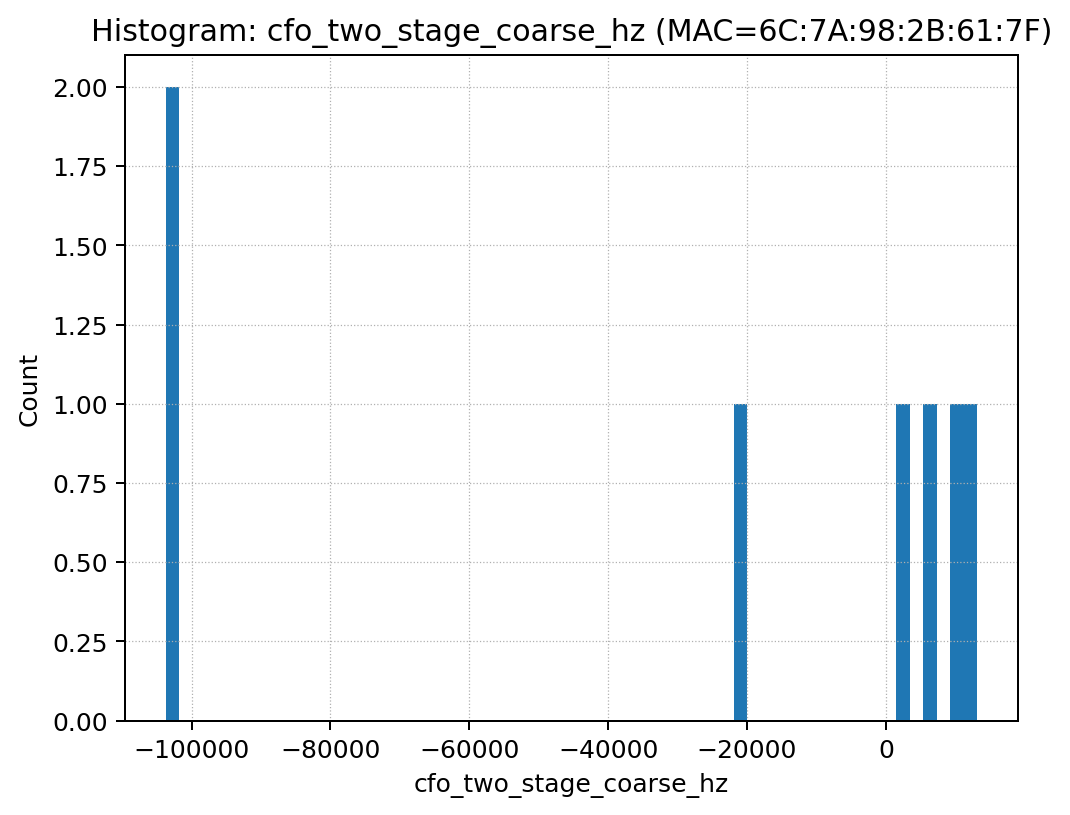 Histogram: cfo_two_stage_coarse_hz (MAC=6C:7A:98:2B:61:7F)
2.00
1.75
1.50
1.25
1.00
0.75
0.50
0.25
0.00
Count
−100000 −80000 −60000 −40000 −20000 0
cfo_two_stage_coarse_hz